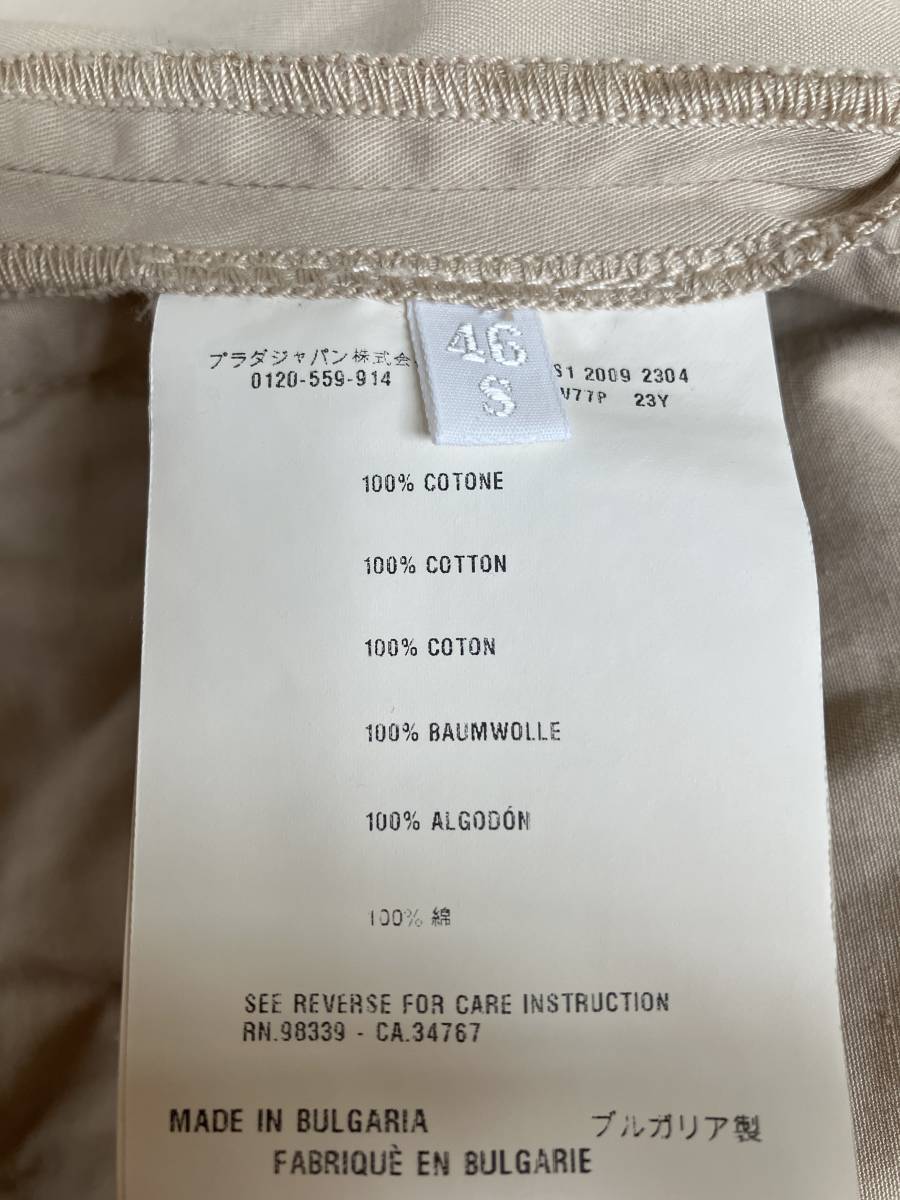 46
S
プラダジャパン株式会
0120-559-914
S1 2009 2304
V77P 23Y
100% COTONE
100% COTTON
100% COTON
100% BAUMWOLLE
100% ALGODÓN
100% 綿
SEE REVERSE FOR CARE INSTRUCTION
RN.98339 - CA.34767
MADE IN BULGARIA ブルガリア製
FABRIQUÈ EN BULGARIE